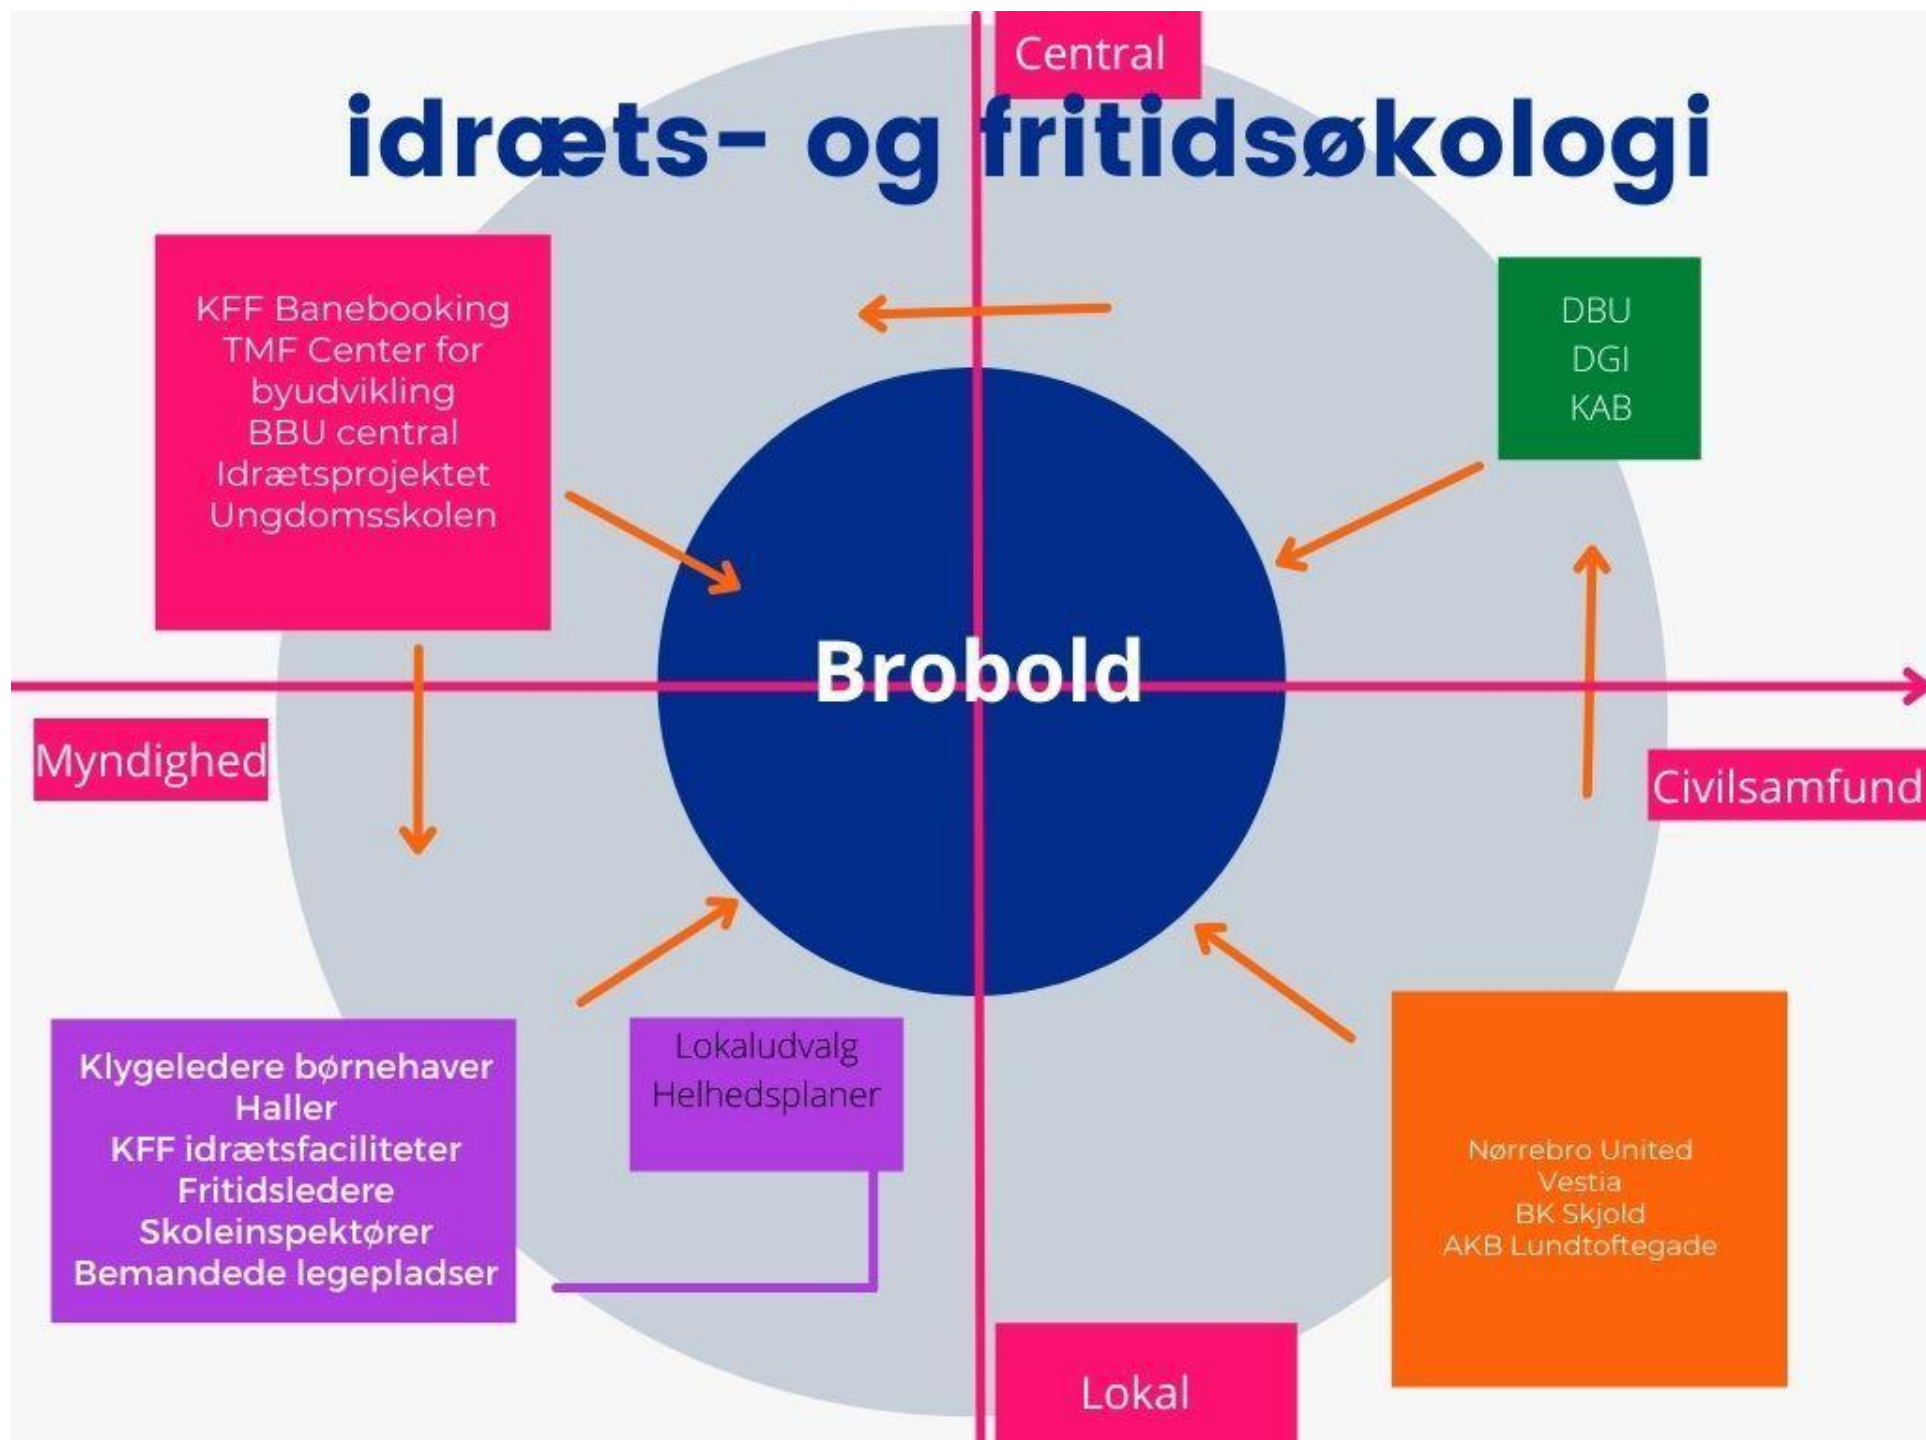 Central
idræts- og fritidsøkologi
KFF Banebooking
TMF Center for
byudvikling
BBU central
Idrætsprojektet
Ungdomsskolen
DBU
DGI
KAB
Brobold
Myndighed
Civilsamfund
Klygeledere børnehaver
Haller
KFF idrætsfaciliteter
Fritidsledere
Skoleinspektører
Bemandede legepladser
Lokaludvalg
Helhedsplaner
Nørrebro United
Vestia
BK Skjold
AKB Lundtoftegade
Lokal